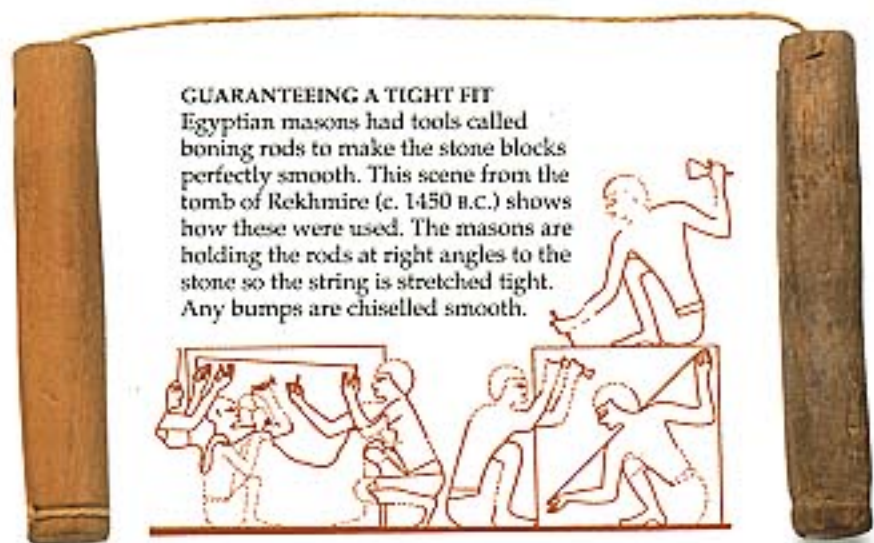 GUARANTEEING A TIGHT FIT
Egyptian masons had tools called
boning rods to make the stone blocks
perfectly smooth. This scene from the
tomb of Rekhmire (c. 1450 B.C.) shows
how these were used. The masons are
holding the rods at right angles to the
stone so the string is stretched tight.
Any bumps are chiselled smooth.